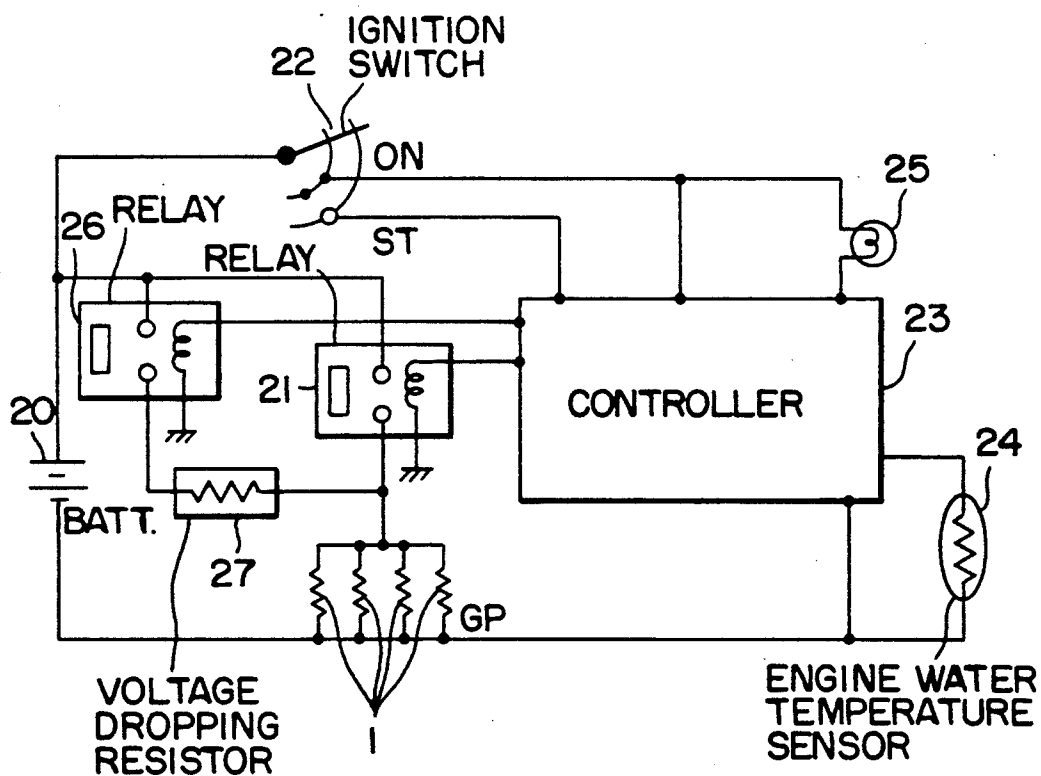 IGNITION
SWITCH
22
ON
25
RELAY
26
ST
RELAY
23
21
CONTROLLER
20
24
BATT.
27
GP
VOLTAGE
DROPPING
RESISTOR
1
ENGINE WATER
TEMPERATURE
SENSOR